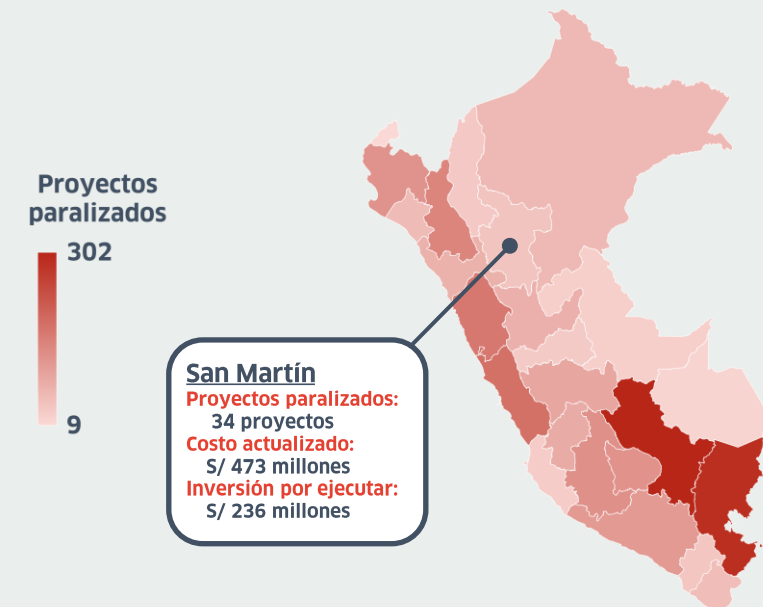 Proyectos
paralizados
302
9
San Martín
Proyectos paralizados:
34 proyectos
Costo actualizado:
S/ 473 millones
Inversión por ejecutar:
S/ 236 millones